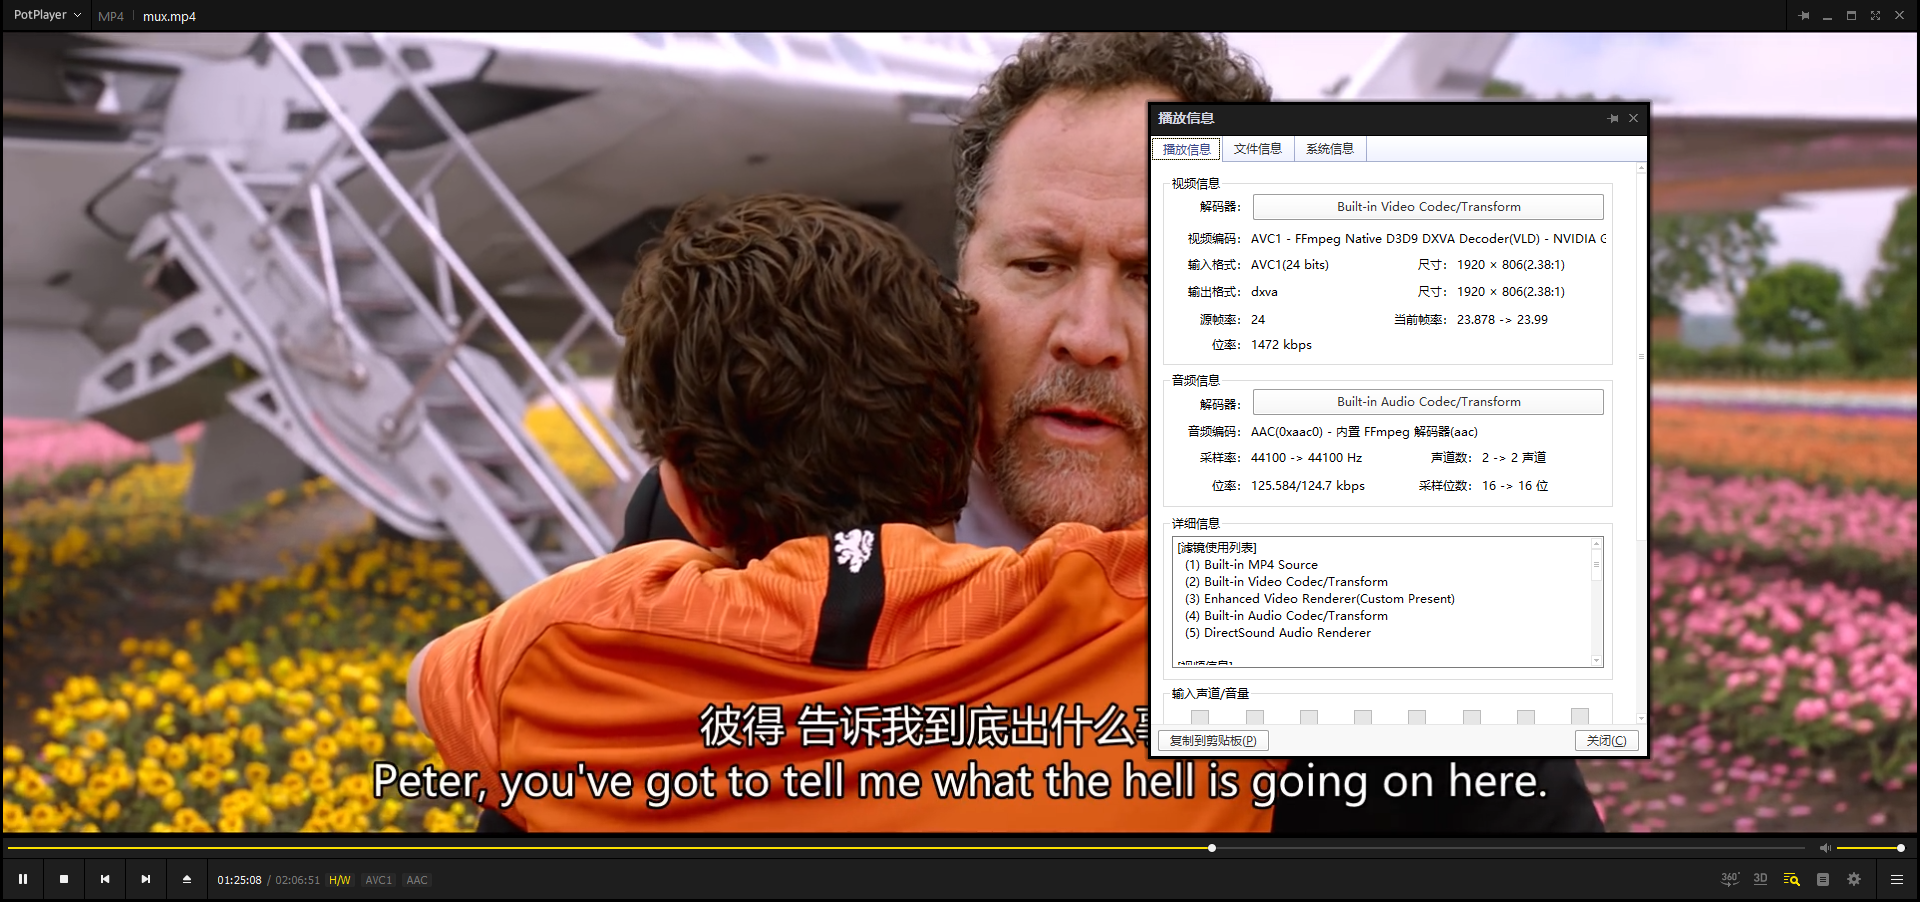 PotPlayer MP4 mux.mp4
播放信息
播放信息 文件信息 系统信息
视频信息
解码器: Built-in Video Codec/Transform
视频编码: AVC1 - FFmpeg Native D3D9 DXVA Decoder(VLD) - NVIDIA G
输入格式: AVC1(24 bits) 尺寸: 1920 × 806(2.38:1)
输出格式: dxva 尺寸: 1920 × 806(2.38:1)
源帧率: 24 当前帧率: 23.878 -> 23.99
位率: 1472 kbps
音频信息
解码器: Built-in Audio Codec/Transform
音频编码: AAC(0xaac0) - 内置 FFmpeg 解码器(aac)
采样率: 44100 -> 44100 Hz 声道数: 2 -> 2 声道
位率: 125.584/124.7 kbps 采样位数: 16 -> 16 位
详细信息
[滤镜使用列表]
(1) Built-in MP4 Source
(2) Built-in Video Codec/Transform
(3) Enhanced Video Renderer(Custom Present)
(4) Built-in Audio Codec/Transform
(5) DirectSound Audio Renderer
输入声道/音量
复制到剪贴板(P) 关闭(C)
彼得 告诉我到底出什么
Peter, you've got to tell me what the hell is going on here.
01:25:08 / 02:06:51 H/W AVC1 AAC
360° 3D